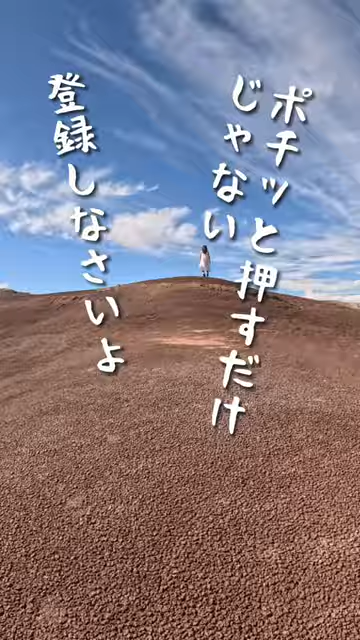 ポチッと押すだけ
じゃない
登録しなさいよ